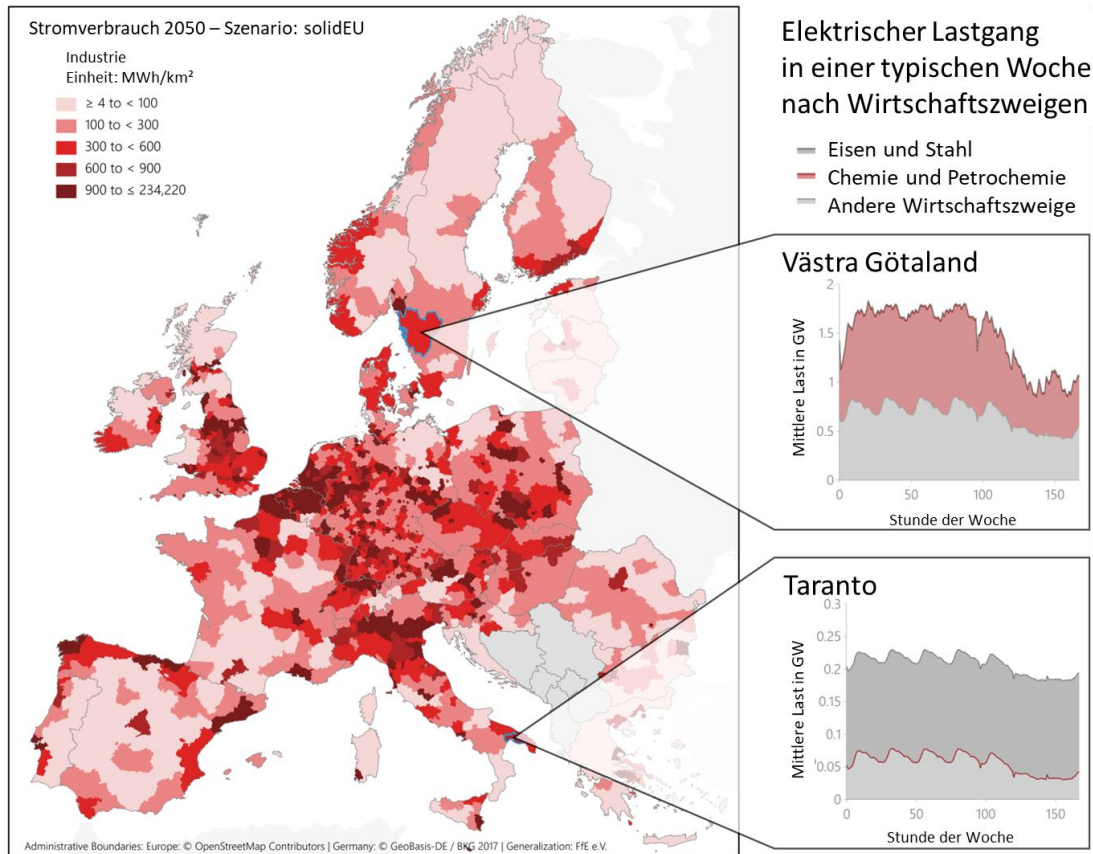 Stromverbrauch 2050 – Szenario: solidEU
Industrie
Einheit: MWh/km²
≥ 4 to < 100
100 to < 300
300 to < 600
600 to < 900
900 to ≤ 234,220
Elektrischer Lastgang
in einer typischen Woche
nach Wirtschaftszweigen
Eisen und Stahl
Chemie und Petrochemie
Andere Wirtschaftszweige
Västra Götaland
Mittlere Last in GW
2
1.5
1
0.5
0
0 50 100 150
Stunde der Woche
Taranto
Mittlere Last in GW
0.3
0.25
0.2
0.15
0.1
0.05
0
0 50 100 150
Stunde der Woche
Administrative Boundaries: Europe: © OpenStreetMap Contributors | Germany: © GeoBasis-DE / BKG 2017 | Generalization: FfE e.V.